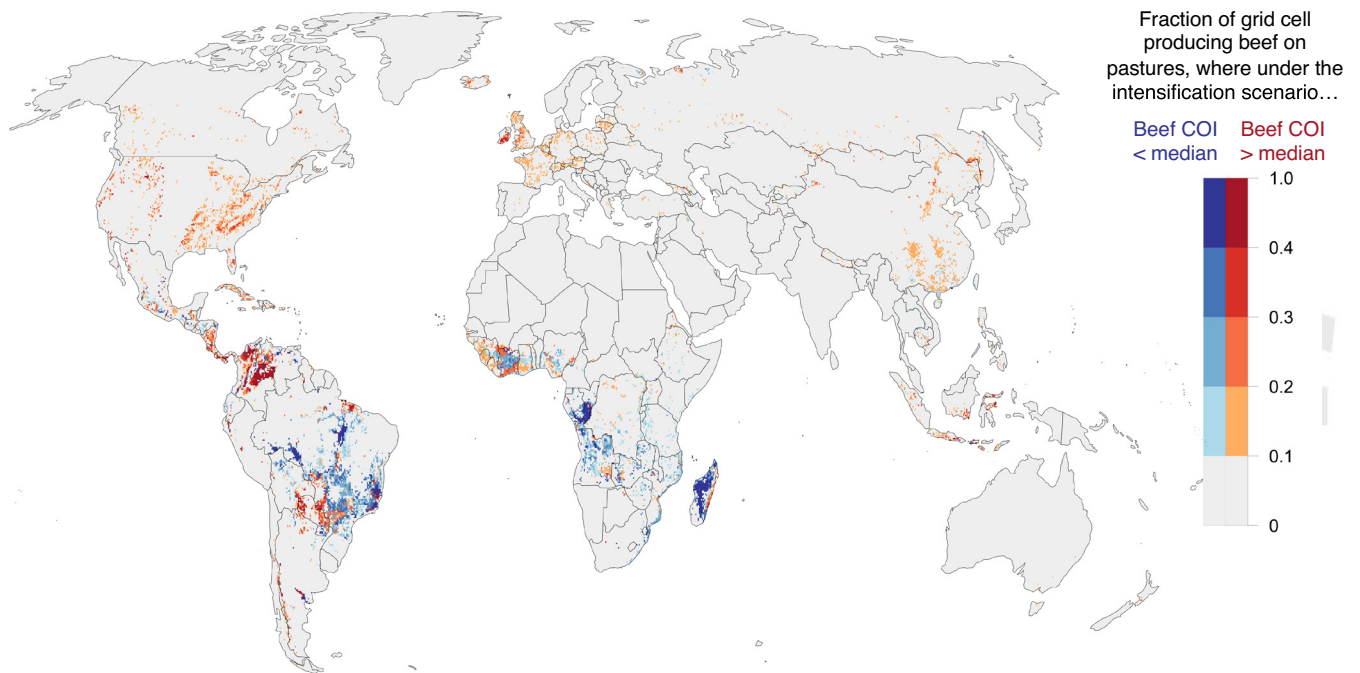 Fraction of grid cell
producing beef on
pastures, where under the
intensification scenario…
Beef COI Beef COI
< median > median
1.0
0.4
0.3
0.2
0.1
0